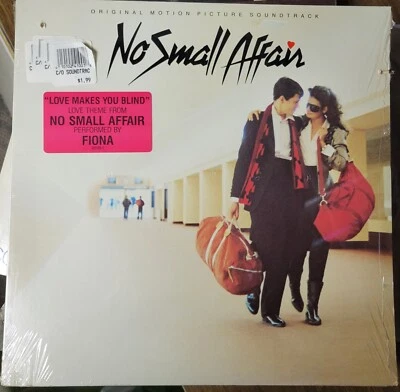 ORIGINAL MOTION PICTURE SOUNDTRACK
No Small Affair
C/O SOUNDTRAC
$1.99
"LOVE MAKES YOU BLIND"
LOVE THEME FROM
NO SMALL AFFAIR
PERFORMED BY
FIONA